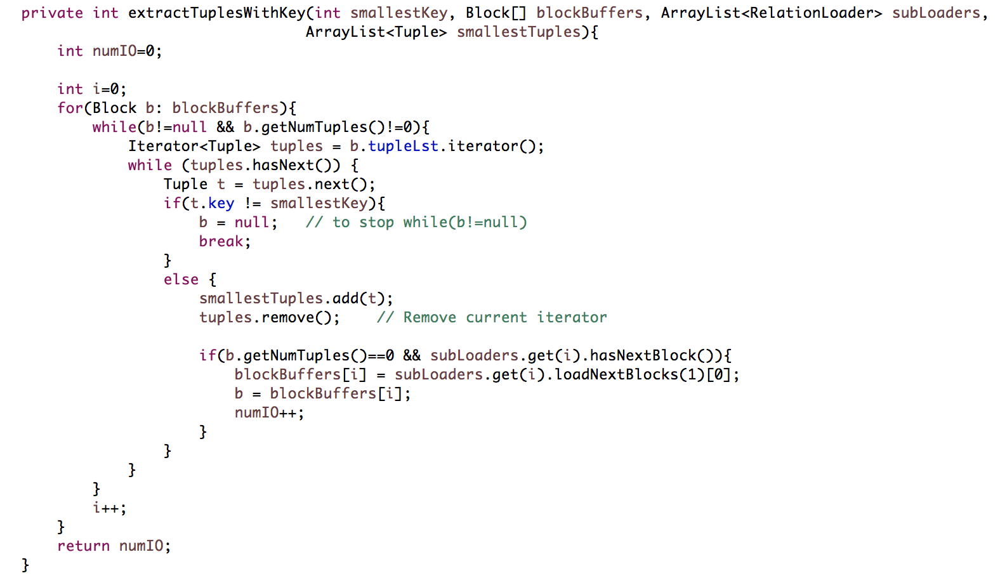 private int extractTuplesWithKey(int smallestKey, Block[] blockBuffers, ArrayList<RelationLoader> subLoaders,
                                ArrayList<Tuple> smallestTuples){
    int numIO=0;

    int i=0;
    for(Block b: blockBuffers){
        while(b!=null && b.getNumTuples()!=0){
            Iterator<Tuple> tuples = b.tupleLst.iterator();
            while (tuples.hasNext()) {
                Tuple t = tuples.next();
                if(t.key != smallestKey){
                    b = null;   // to stop while(b!=null)
                    break;
                }
                else {
                    smallestTuples.add(t);
                    tuples.remove();    // Remove current iterator

                    if(b.getNumTuples()==0 && subLoaders.get(i).hasNextBlock()){
                        blockBuffers[i] = subLoaders.get(i).loadNextBlocks(1)[0];
                        b = blockBuffers[i];
                        numIO++;
                    }
                }
            }
        }
        i++;
    }
    return numIO;
}